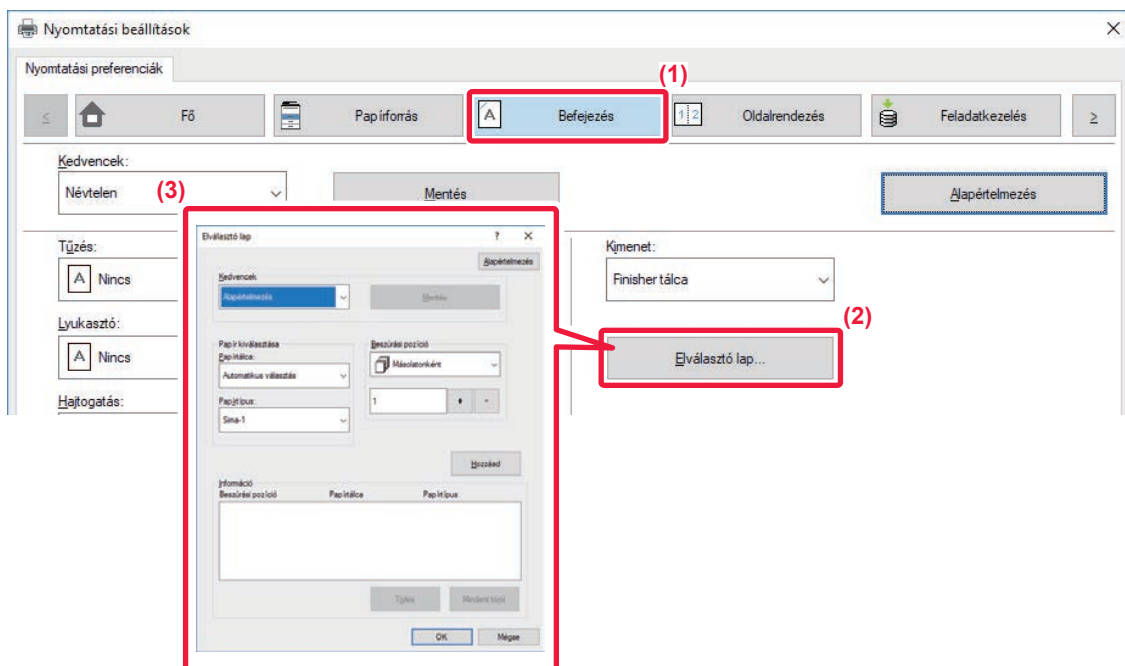 Nyomtatási beállítások
Nyomtatási preferenciák
(1)
<
Fő
Papírforrás
A
Befejezés
1 2
Oldalrendezés
Feladatkezelés
>
Kedvencek:
Névtelen
(3)
Mentés
Alapértelmezés
Tűzés:
A Nincs
Lyukasztó:
A Nincs
Hajtogatás:
Elválasztó lap
?
Alapértelmezés
Kedvencek
Alapértelmezés
Mentés
Papír kiválasztása
Papírtálca:
Automatikus választás
Papírtípus:
Sima-1
Beszúrási pozíció
Másolatonként
1
+ -
Hozzáad
Információ
Beszúrási pozíció Papírtálca Papírtípus
Törlés
Mindent töröl
OK
Mégse
Kimenet:
Finisher tálca
(2)
Elválasztó lap...